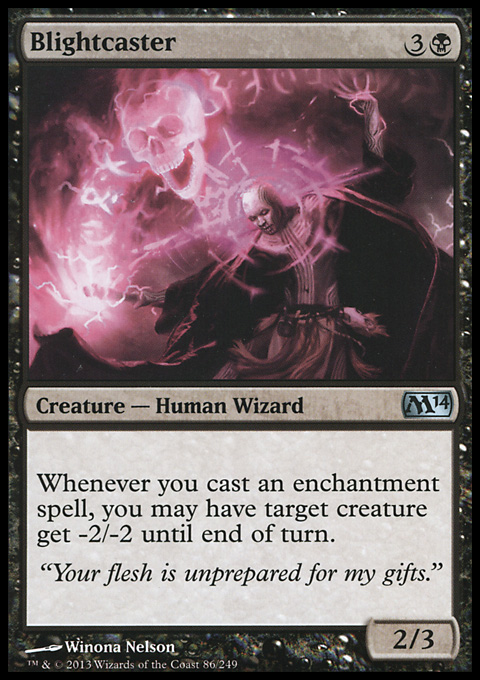 Blightcaster 3
Creature — Human Wizard M14
Whenever you cast an enchantment
spell, you may have target creature
get -2/-2 until end of turn.
“Your flesh is unprepared for my gifts.”
Winona Nelson
2/3
™ & © 2013 Wizards of the Coast 86/249